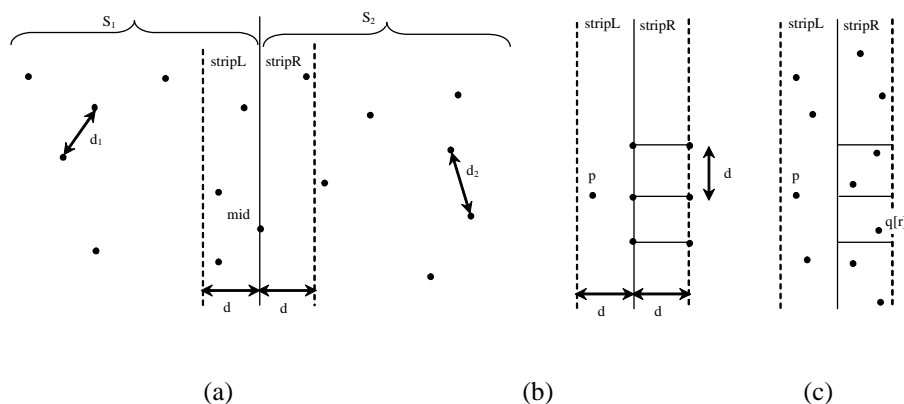 S1
S2
stripL
stripR
d1
d2
mid
d
d
(a)
stripL
stripR
p
d
d
d
(b)
stripL
stripR
p
q[r]
(c)